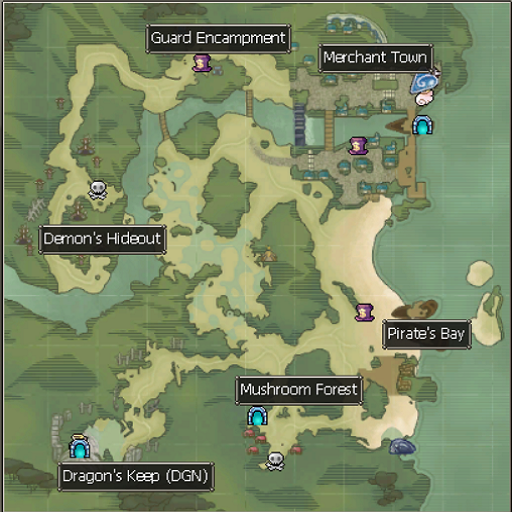 Guard Encampment
Merchant Town
Demon's Hideout
Pirate's Bay
Mushroom Forest
Dragon's Keep (DGN)